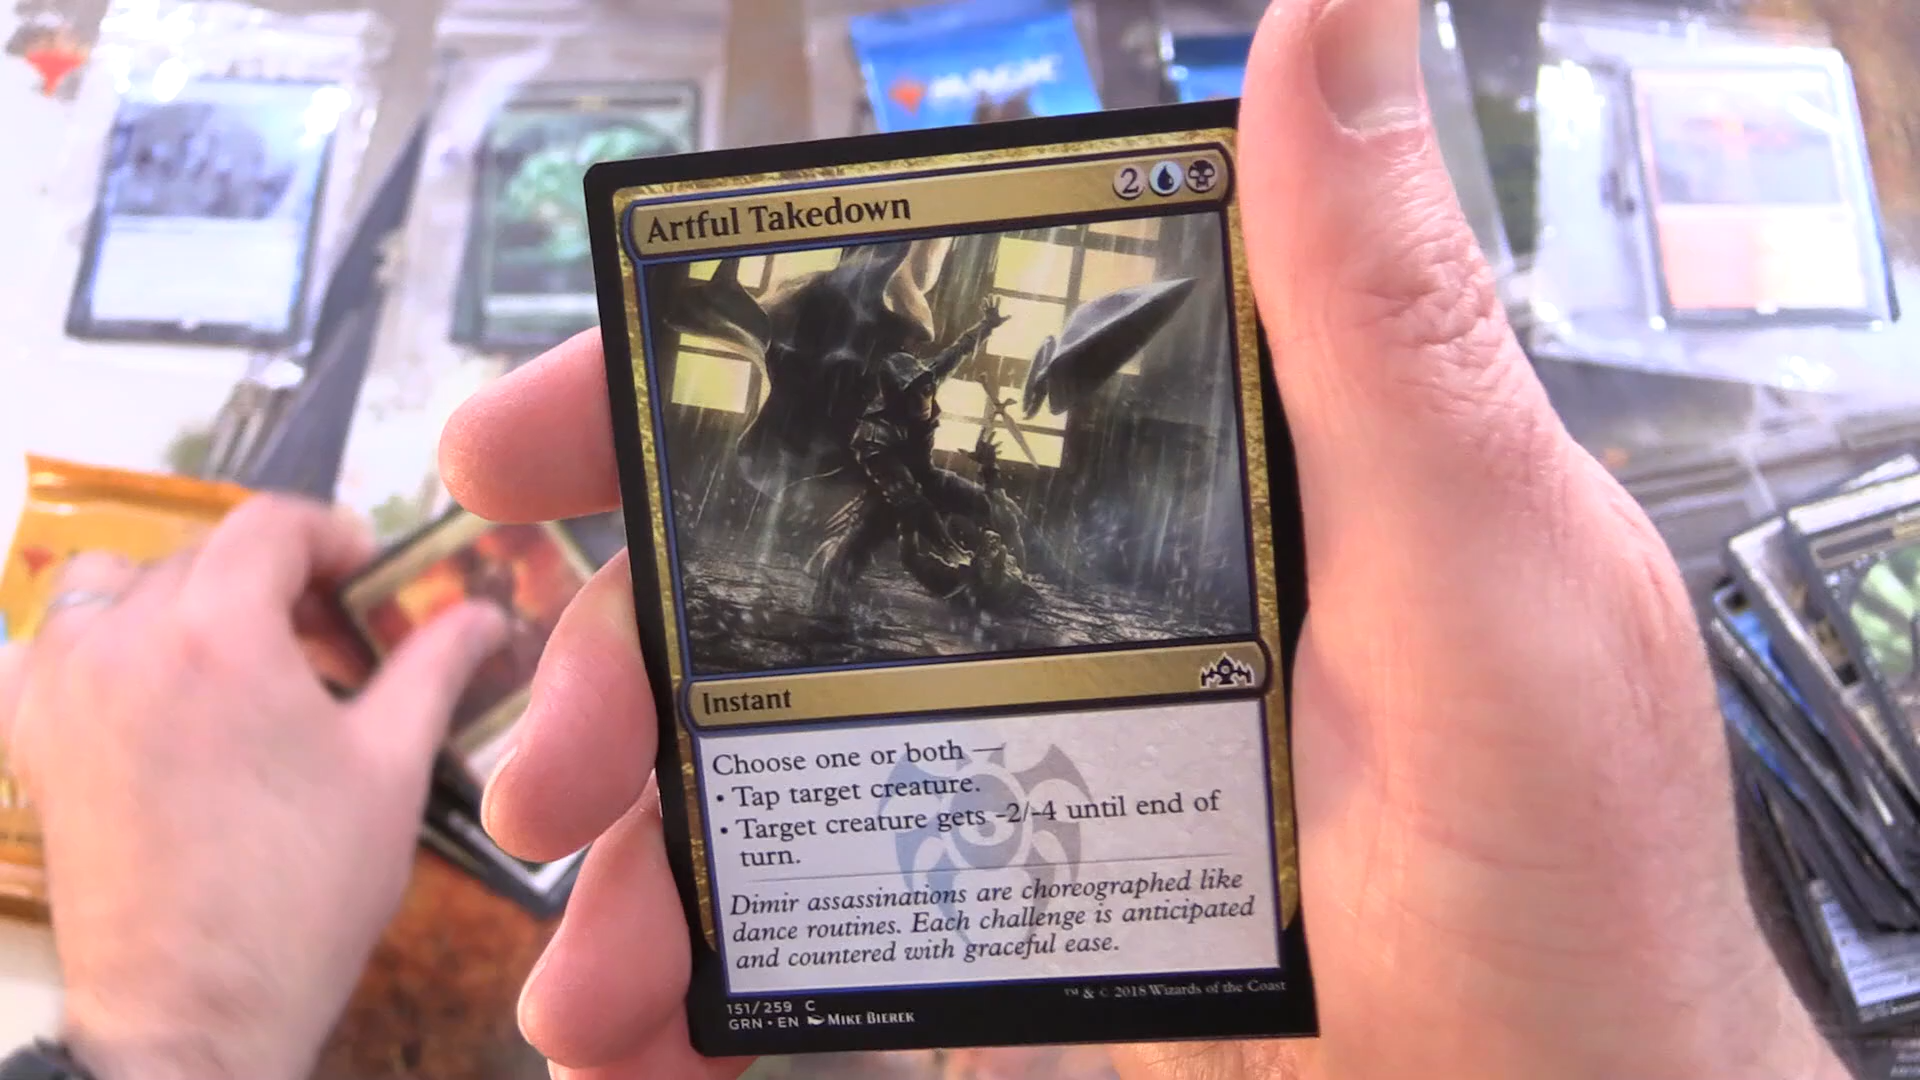 MAGIC
Artful Takedown
2
Instant
Choose one or both —
• Tap target creature.
• Target creature gets -2/-4 until end of
turn.
Dimir assassinations are choreographed like
dance routines. Each challenge is anticipated
and countered with graceful ease.
151/259 C
GRN • EN MIKE BIEREK
™ & © 2018 Wizards of the Coast